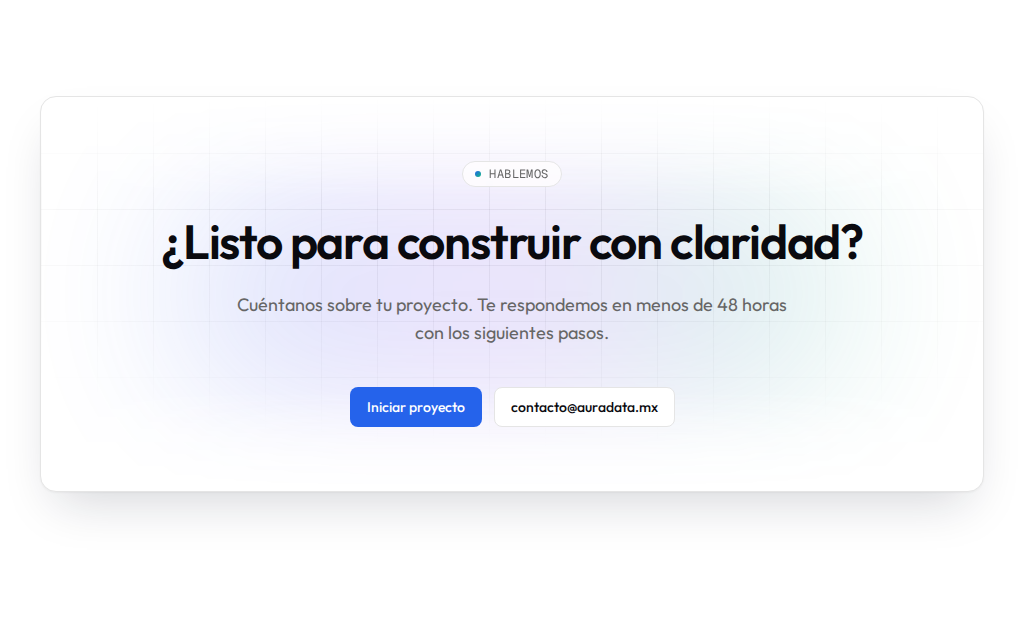 HABLEMOS
¿Listo para construir con claridad?
Cuéntanos sobre tu proyecto. Te respondemos en menos de 48 horas
con los siguientes pasos.
Iniciar proyecto
contacto@auradata.mx